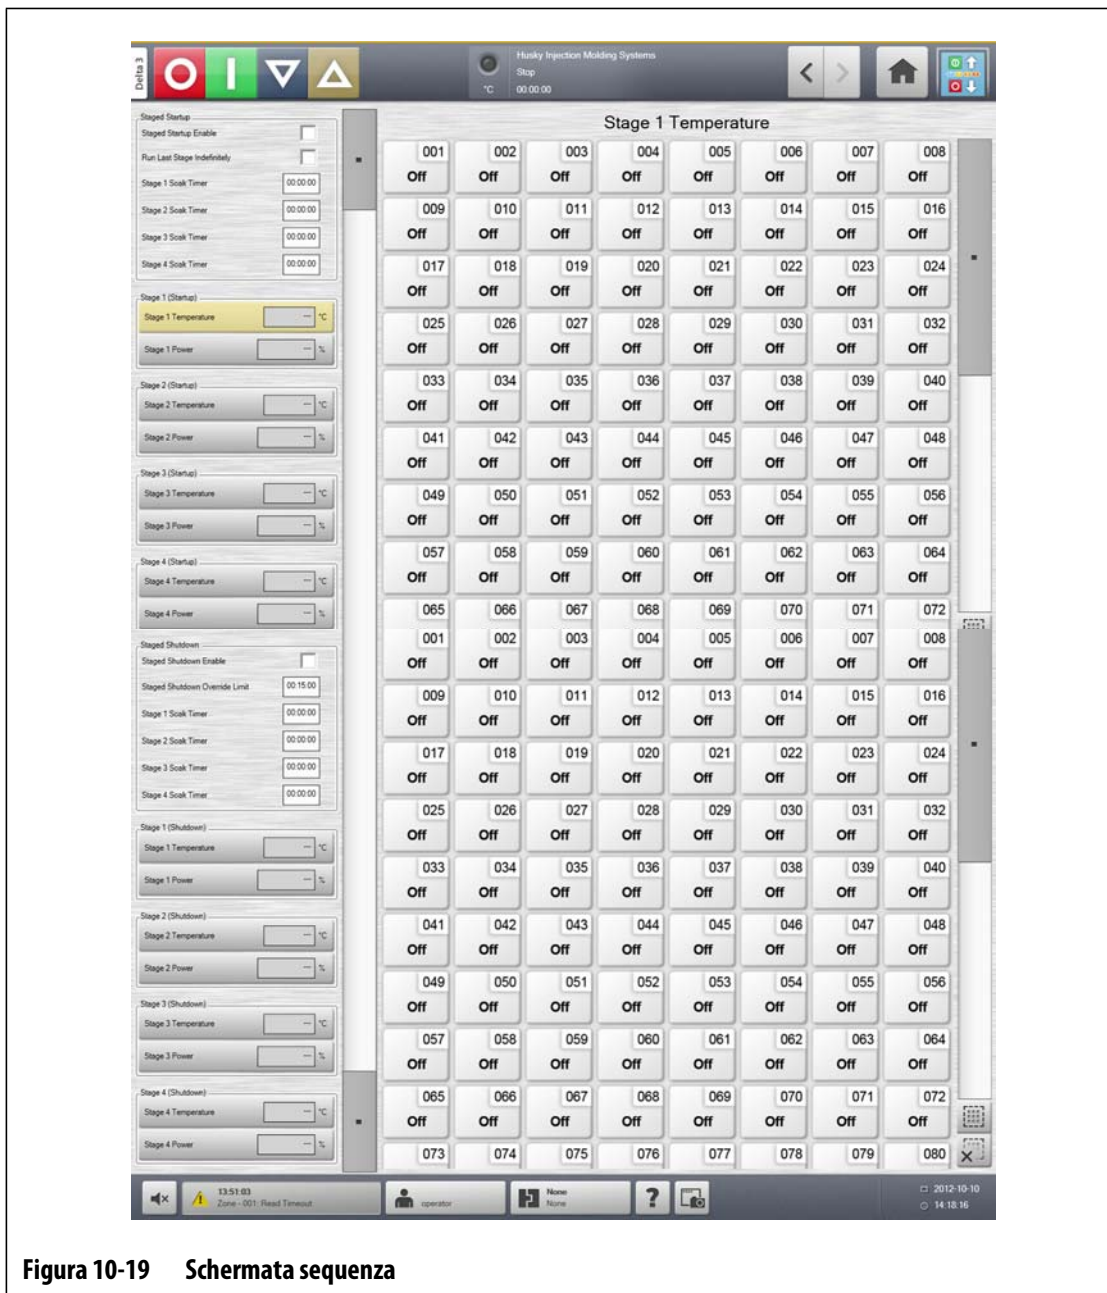 Delta 3
Husky Injection Molding Systems
Stop
°C 00:00:00
Staged Startup
Staged Startup Enable
Run Last Stage Indefinitely
Stage 1 Soak Timer 00:00:00
Stage 2 Soak Timer 00:00:00
Stage 3 Soak Timer 00:00:00
Stage 4 Soak Timer 00:00:00
Stage 1 (Startup)
Stage 1 Temperature -- °C
Stage 1 Power -- %
Stage 2 (Startup)
Stage 2 Temperature -- °C
Stage 2 Power -- %
Stage 3 (Startup)
Stage 3 Temperature -- °C
Stage 3 Power -- %
Stage 4 (Startup)
Stage 4 Temperature -- °C
Stage 4 Power -- %
Staged Shutdown
Staged Shutdown Enable
Staged Shutdown Override Limit 00:15:00
Stage 1 Soak Timer 00:00:00
Stage 2 Soak Timer 00:00:00
Stage 3 Soak Timer 00:00:00
Stage 4 Soak Timer 00:00:00
Stage 1 (Shutdown)
Stage 1 Temperature -- °C
Stage 1 Power -- %
Stage 2 (Shutdown)
Stage 2 Temperature -- °C
Stage 2 Power -- %
Stage 3 (Shutdown)
Stage 3 Temperature -- °C
Stage 3 Power -- %
Stage 4 (Shutdown)
Stage 4 Temperature -- °C
Stage 4 Power -- %
Stage 1 Temperature
001 002 003 004 005 006 007 008
Off Off Off Off Off Off Off Off
009 010 011 012 013 014 015 016
Off Off Off Off Off Off Off Off
017 018 019 020 021 022 023 024
Off Off Off Off Off Off Off Off
025 026 027 028 029 030 031 032
Off Off Off Off Off Off Off Off
033 034 035 036 037 038 039 040
Off Off Off Off Off Off Off Off
041 042 043 044 045 046 047 048
Off Off Off Off Off Off Off Off
049 050 051 052 053 054 055 056
Off Off Off Off Off Off Off Off
057 058 059 060 061 062 063 064
Off Off Off Off Off Off Off Off
065 066 067 068 069 070 071 072
001 002 003 004 005 006 007 008
Off Off Off Off Off Off Off Off
009 010 011 012 013 014 015 016
Off Off Off Off Off Off Off Off
017 018 019 020 021 022 023 024
Off Off Off Off Off Off Off Off
025 026 027 028 029 030 031 032
Off Off Off Off Off Off Off Off
033 034 035 036 037 038 039 040
Off Off Off Off Off Off Off Off
041 042 043 044 045 046 047 048
Off Off Off Off Off Off Off Off
049 050 051 052 053 054 055 056
Off Off Off Off Off Off Off Off
057 058 059 060 061 062 063 064
Off Off Off Off Off Off Off Off
065 066 067 068 069 070 071 072
Off Off Off Off Off Off Off Off
073 074 075 076 077 078 079 080
13:51:03
Zone - 001: Read Timeout
operator
None
None
?
2012-10-10
14:18:16
Figura 10-19 Schermata sequenza